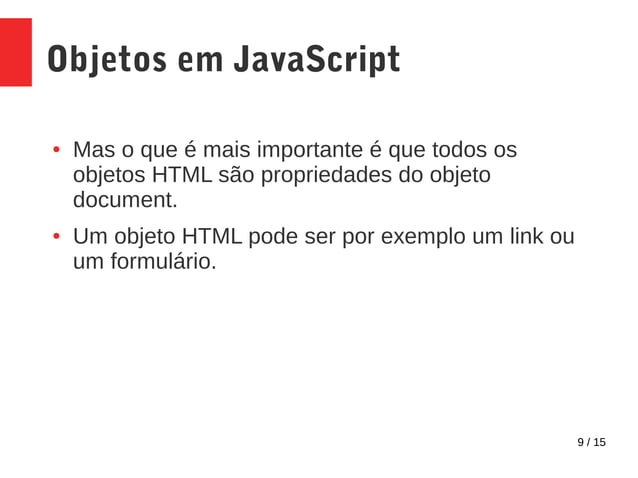 Objetos em JavaScript
• Mas o que é mais importante é que todos os
objetos HTML são propriedades do objeto
document.
• Um objeto HTML pode ser por exemplo um link ou
um formulário.
9 / 15